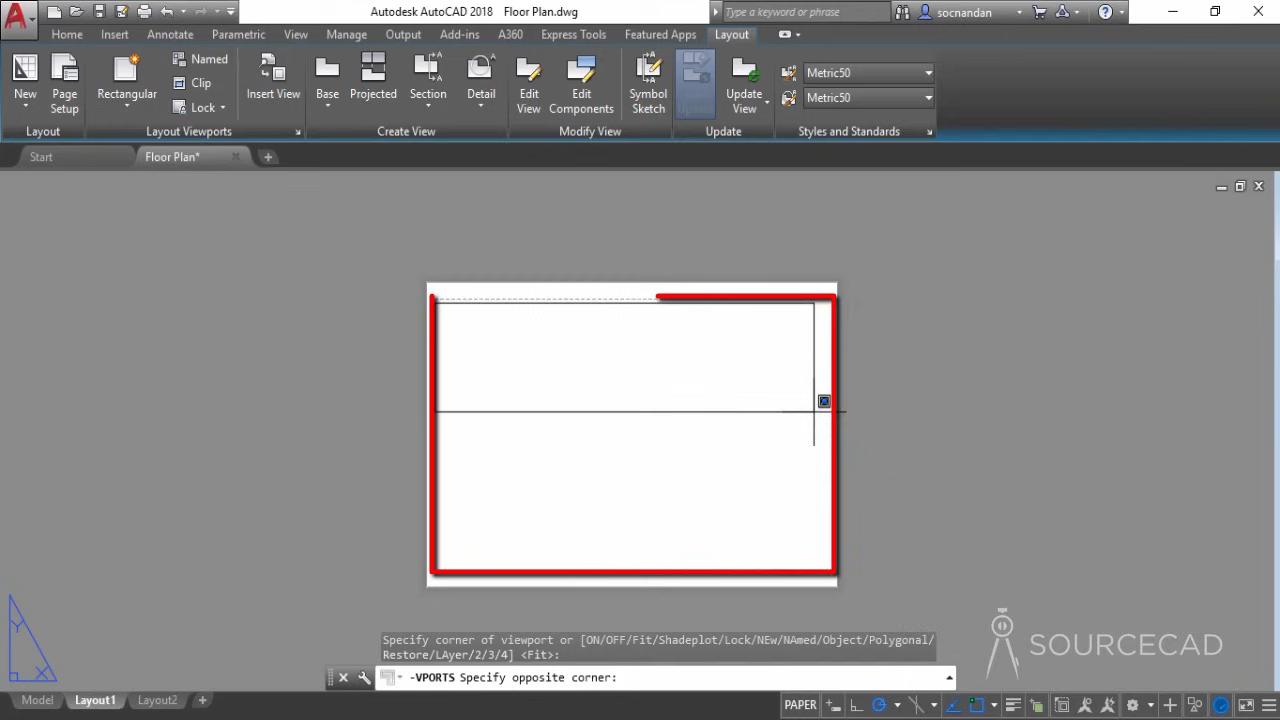 Autodesk AutoCAD 2018 Floor Plan.dwg
Type a keyword or phrase
socnandan
Home Insert Annotate Parametric View Manage Output Add-ins A360 Express Tools Featured Apps Layout
New
Page Setup
Rectangular
Named
Clip
Lock
Insert View
Base
Projected
Section
Detail
Edit View
Edit Components
Symbol Sketch
Update View
Metric50
Metric50
Layout Layout Viewports Create View Modify View Update Styles and Standards
Start Floor Plan*
Specify corner of viewport or [ON/OFF/Fit/Shadeplot/Lock/NEw/NAmed/Object/Polygonal/
Restore/LAyer/2/3/4] <Fit>:
-VPORTS Specify opposite corner:
Y
X
SOURCECAD
Model Layout1 Layout2
PAPER